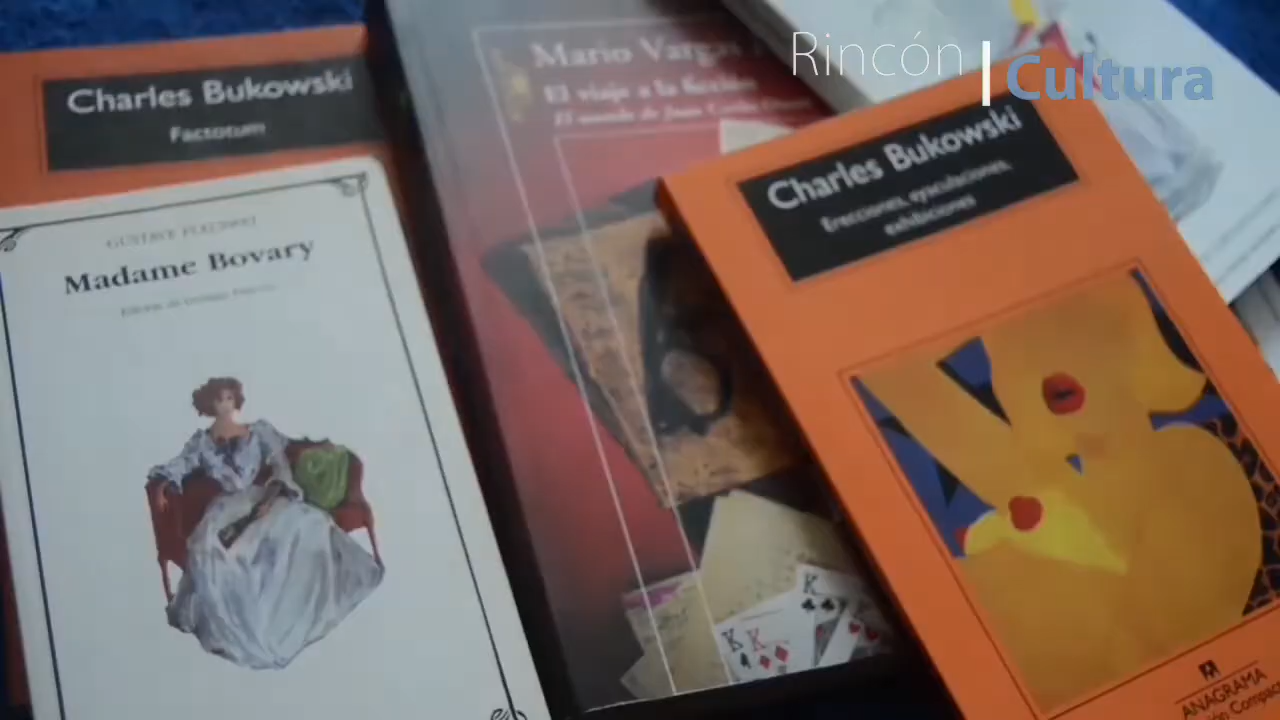 Rincón
Cultura
Charles Bukowski
Factotum
Mario Vargas
El viaje a la ficción
El mundo de Juan Carlos
Charles Bukowski
Erecciones, eyaculaciones,
exhibiciones
GUSTAVE FLAUBERT
Madame Bovary
K
K K
ANAGRAMA